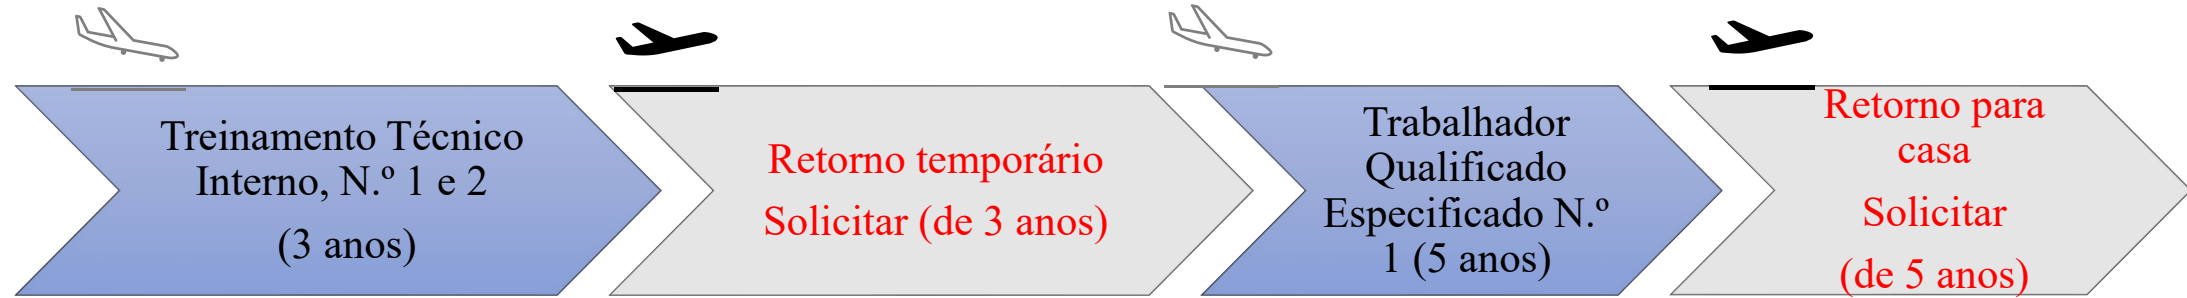 Treinamento Técnico
Interno, N.º 1 e 2
(3 anos)
Retorno temporário
Solicitar (de 3 anos)
Trabalhador
Qualificado
Especificado N.º
1 (5 anos)
Retorno para
casa
Solicitar
(de 5 anos)